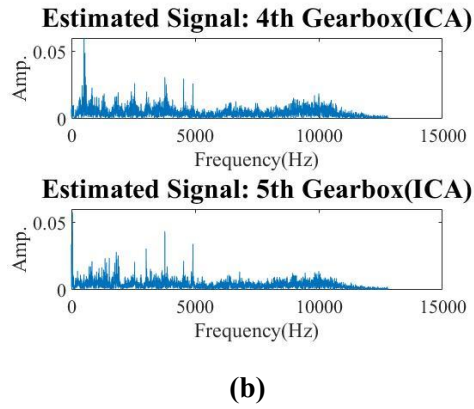 Estimated Signal: 4th Gearbox(ICA)
Amp.
0.05
0
0 5000 10000 15000
Frequency(Hz)
Estimated Signal: 5th Gearbox(ICA)
Amp.
0.05
0
0 5000 10000 15000
Frequency(Hz)
(b)